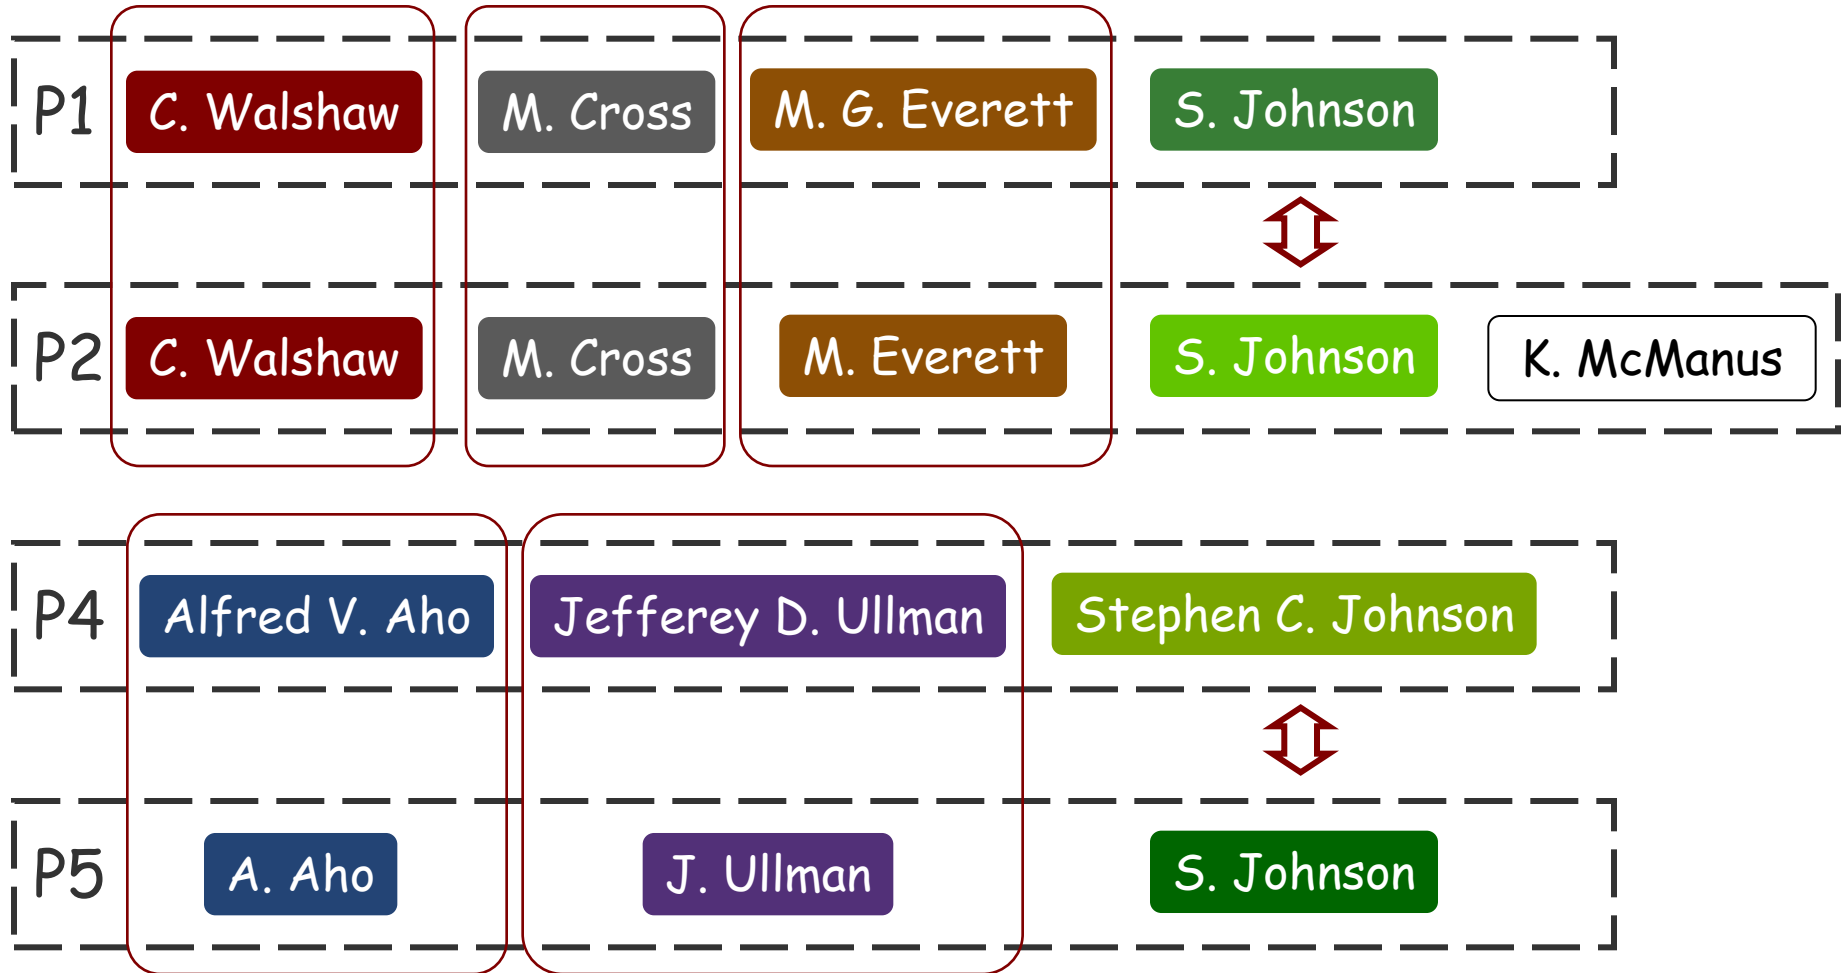 P1 C. Walshaw M. Cross M. G. Everett S. Johnson
P2 C. Walshaw M. Cross M. Everett S. Johnson K. McManus
P4 Alfred V. Aho Jefferey D. Ullman Stephen C. Johnson
P5 A. Aho J. Ullman S. Johnson